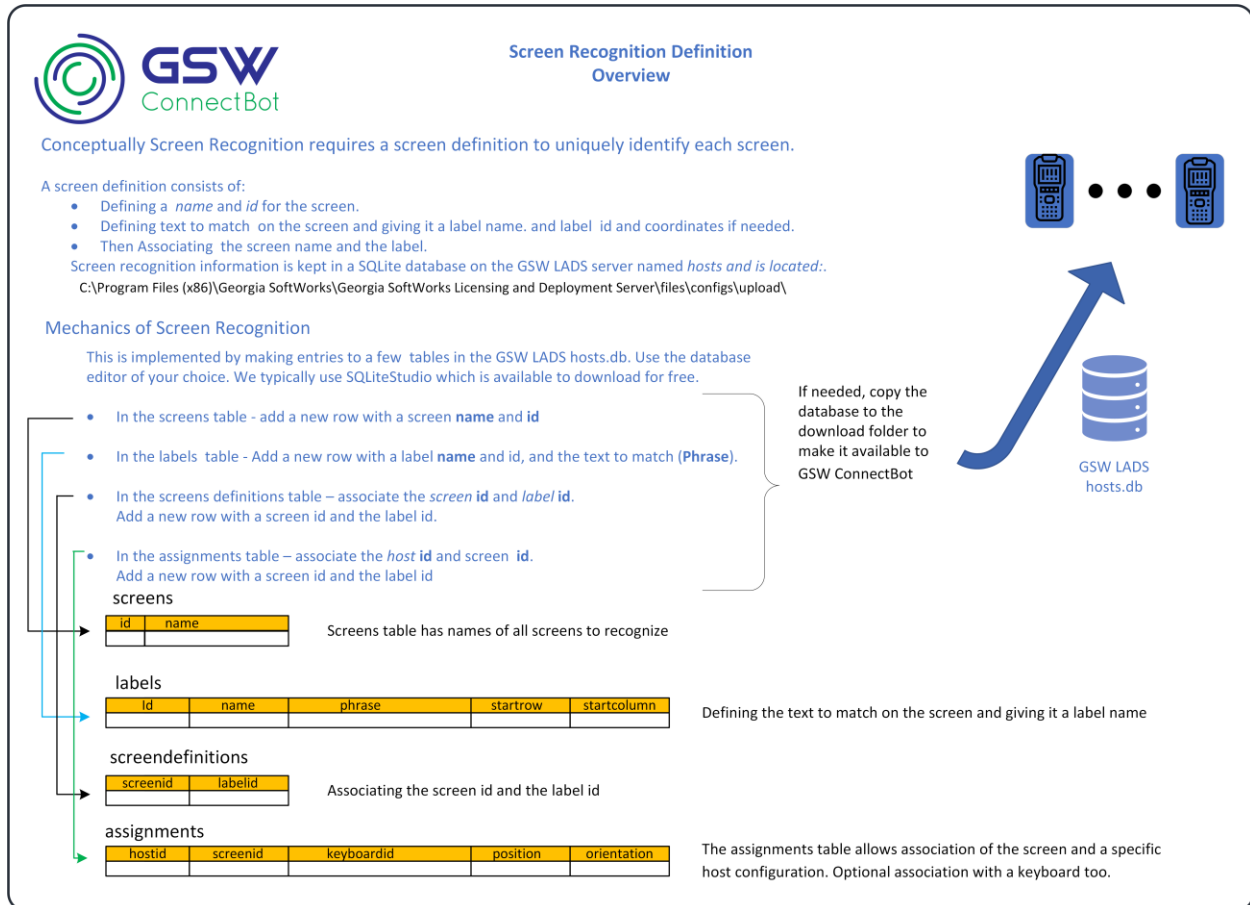 GSW
ConnectBot
Screen Recognition Definition
Overview
Conceptually Screen Recognition requires a screen definition to uniquely identify each screen.
A screen definition consists of:
• Defining a name and id for the screen.
• Defining text to match on the screen and giving it a label name. and label id and coordinates if needed.
• Then Associating the screen name and the label.
Screen recognition information is kept in a SQLite database on the GSW LADS server named hosts and is located:.
C:\Program Files (x86)\Georgia SoftWorks\Georgia SoftWorks Licensing and Deployment Server\files\configs\upload\
Mechanics of Screen Recognition
This is implemented by making entries to a few tables in the GSW LADS hosts.db. Use the database
editor of your choice. We typically use SQLiteStudio which is available to download for free.
• In the screens table - add a new row with a screen name and id
• In the labels table - Add a new row with a label name and id, and the text to match (Phrase).
• In the screens definitions table – associate the screen id and label id.
Add a new row with a screen id and the label id.
• In the assignments table – associate the host id and screen id.
Add a new row with a screen id and the label id
If needed, copy the
database to the
download folder to
make it available to
GSW ConnectBot
GSW LADS
hosts.db
screens
id name
Screens table has names of all screens to recognize
labels
Id name phrase startrow startcolumn
Defining the text to match on the screen and giving it a label name
screendefinitions
screenid labelid
Associating the screen id and the label id
assignments
hostid screenid keyboardid position orientation
The assignments table allows association of the screen and a specific
host configuration. Optional association with a keyboard too.